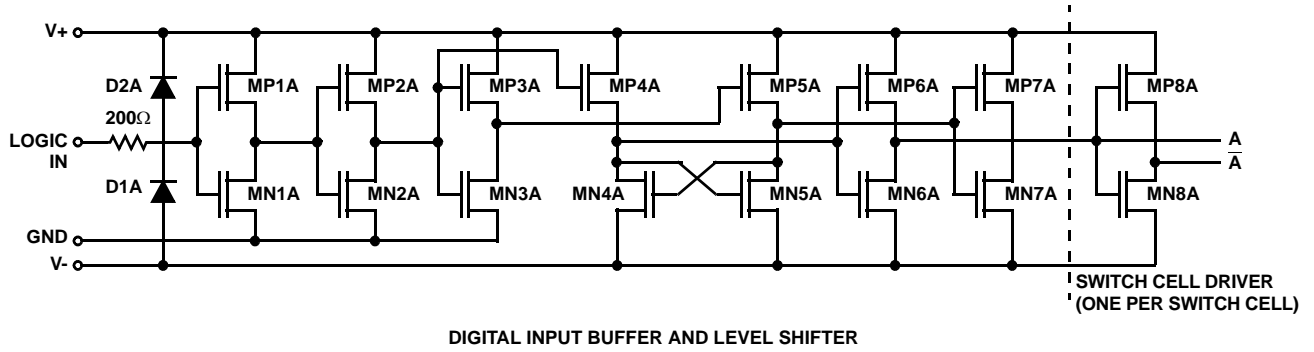 V+
D2A
MP1A
MP2A
MP3A
MP4A
MP5A
MP6A
MP7A
MP8A
200Ω
LOGIC
IN
A
A̅
D1A
MN1A
MN2A
MN3A
MN4A
MN5A
MN6A
MN7A
MN8A
GND
V-
SWITCH CELL DRIVER
(ONE PER SWITCH CELL)
DIGITAL INPUT BUFFER AND LEVEL SHIFTER